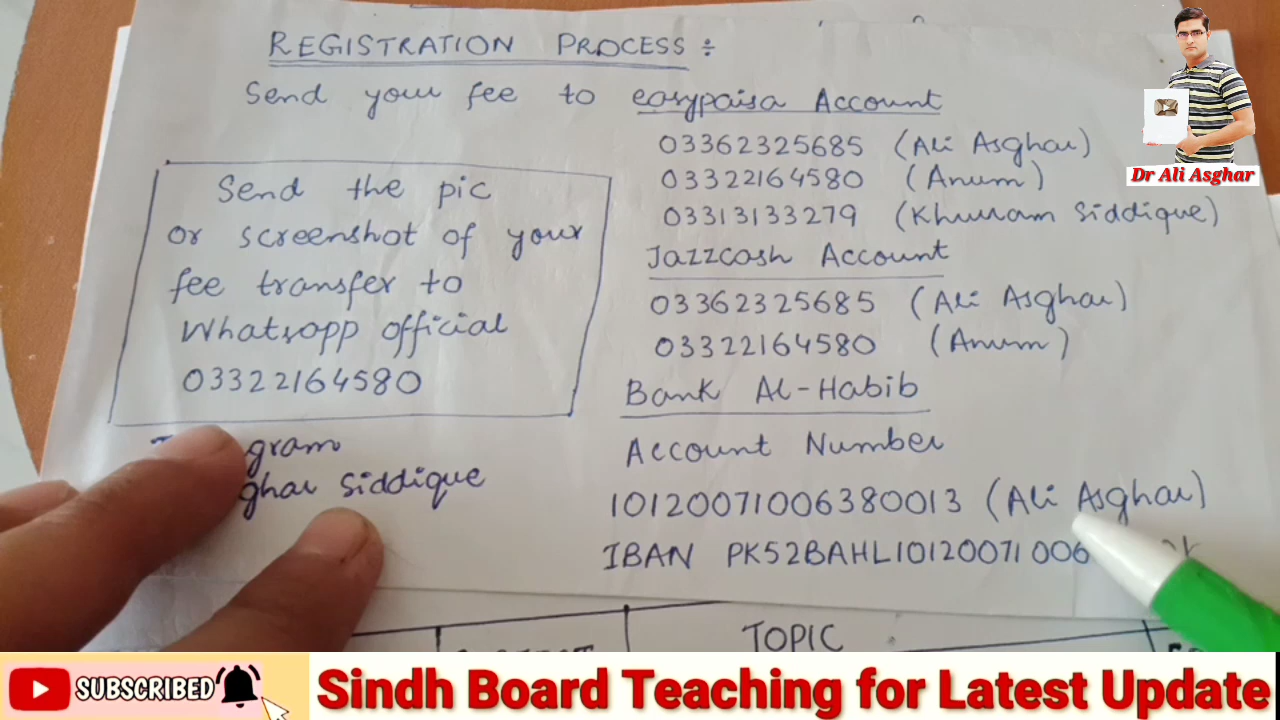 REGISTRATION PROCESS ÷
Send your fee to easypaisa Account
03362325685 (Ali Asghar)
03322164580 (Anum)
03313133279 (Khurram Siddique)
Jazzcash Account
03362325685 (Ali Asghar)
03322164580 (Anum)
Bank Al-Habib
Account Number
10120071006380013 (Ali Asghar)
IBAN PK52BAHL10120071006
Send the pic
or screenshot of your
fee transfer to
Whatsapp official
03322164580
gram
ghar Siddique
TOPIC
Dr Ali Asghar
SUBSCRIBED
Sindh Board Teaching for Latest Update